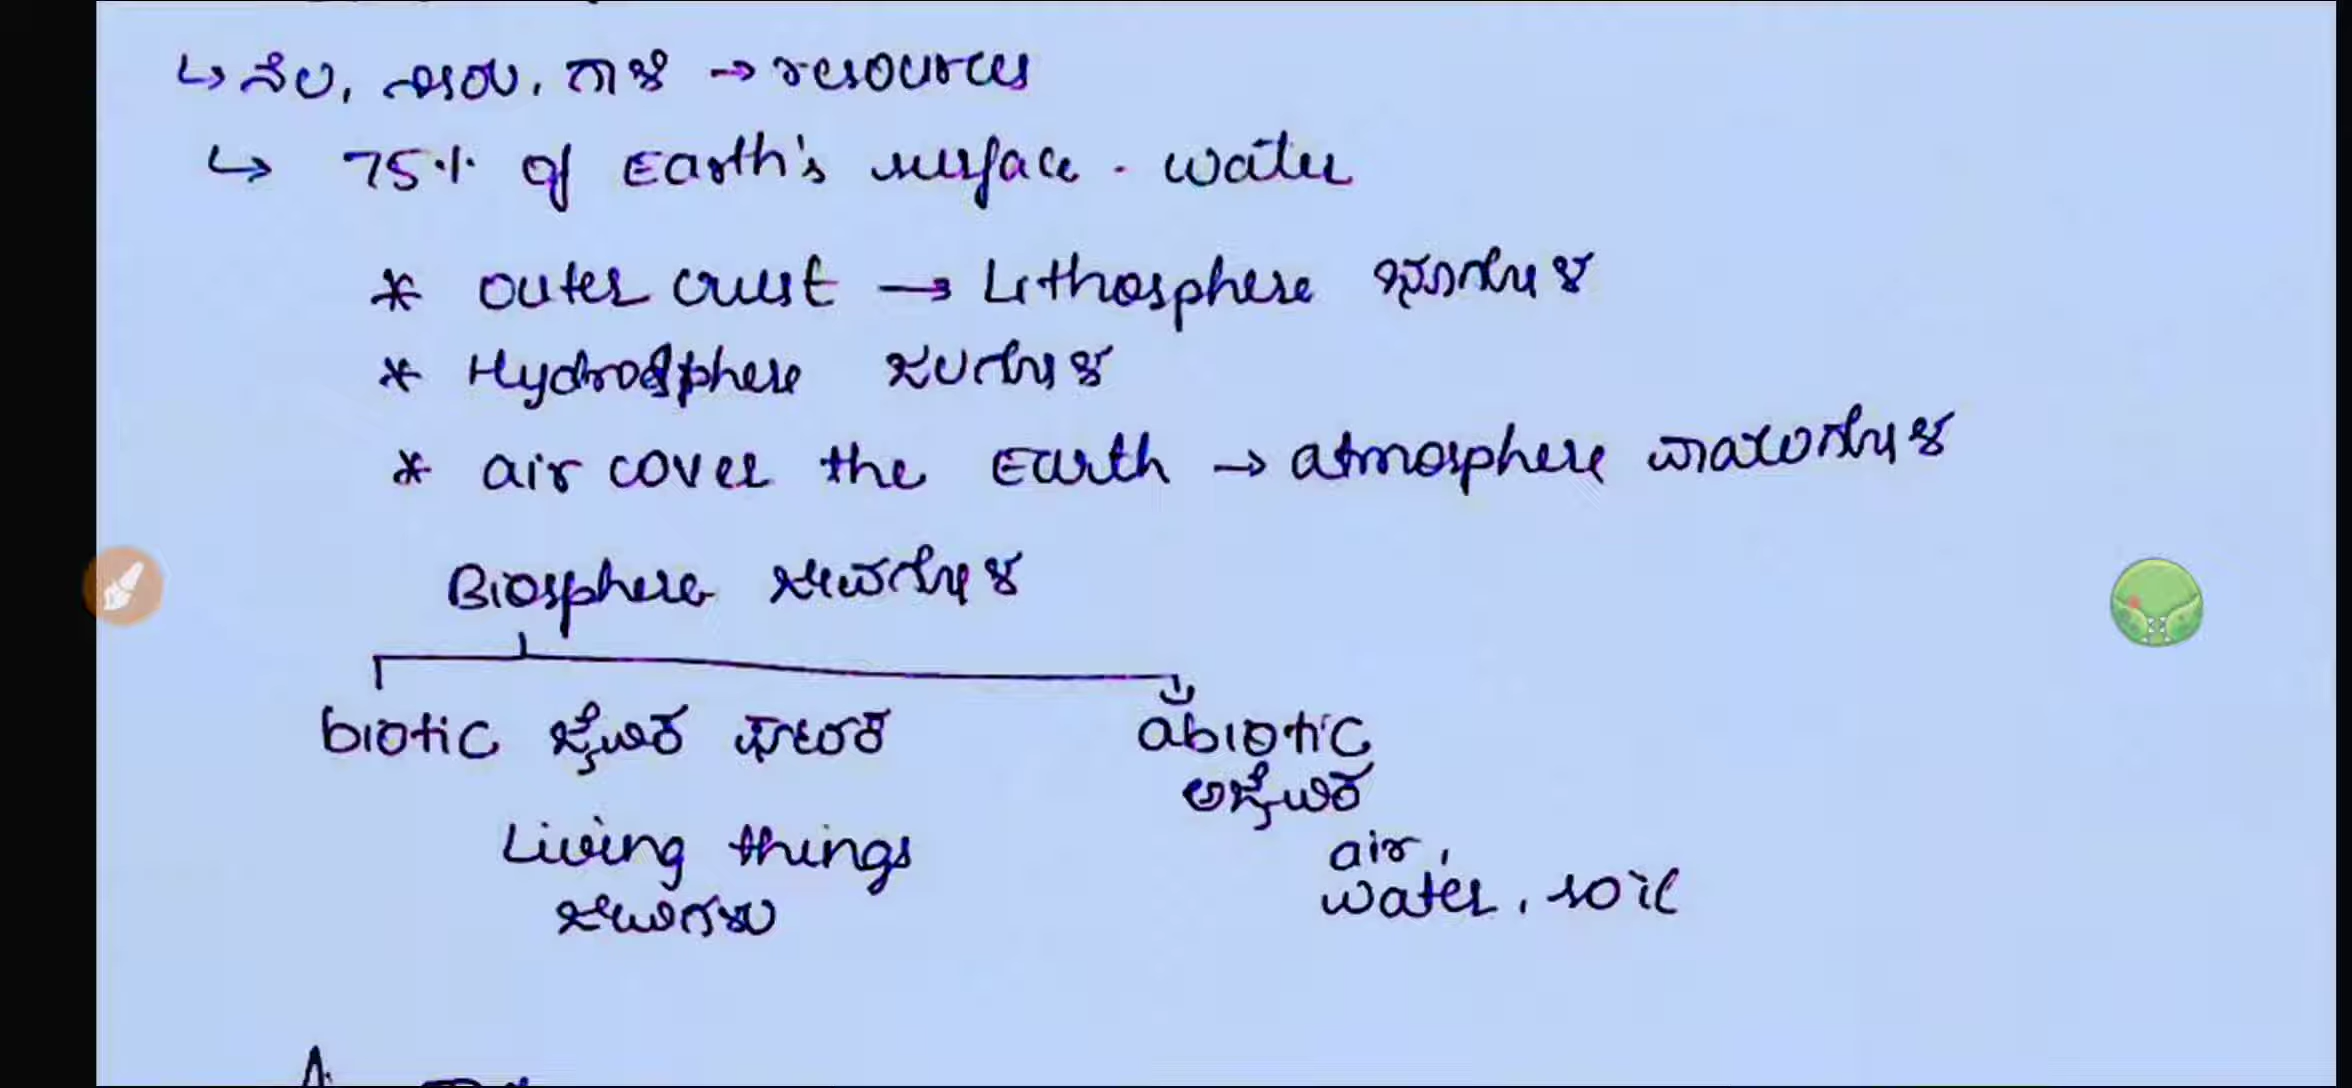 ↳ ನೆಲ, ನೀರು, ಗಾಳಿ → resources
↳ 75% of Earth's surface - water
* outer crust → Lithosphere ಭೂಗೋಳ
* Hydrosphere ಜಲಗೋಳ
* air cover the Earth → atmosphere ವಾಯುಗೋಳ
Biosphere ಜೀವಗೋಳ
biotic ಜೈವಿಕ ಘಟಕ abiotic
ಅಜೈವಿಕ
Living things air,
ಜೀವಿಗಳು water, soil